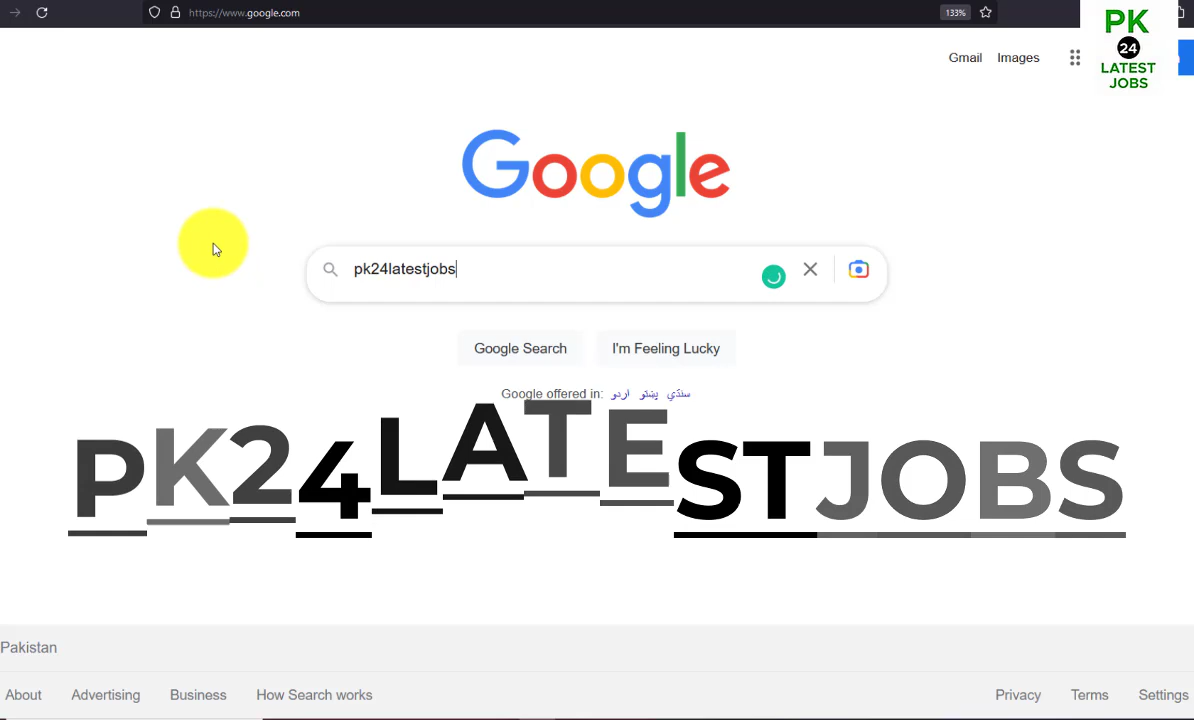 https://www.google.com
133%
PK
24
LATEST
JOBS
Gmail Images
Google
pk24latestjobs
Google Search I'm Feeling Lucky
Google offered in: اردو پښتو سنڌي
PK24LATESTJOBS
Pakistan
About Advertising Business How Search works Privacy Terms Settings